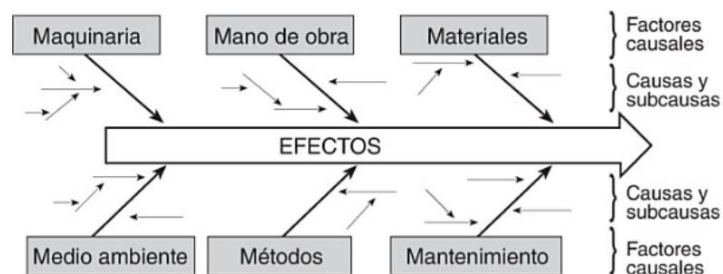 Maquinaria
Mano de obra
Materiales
Factores
causales
Causas y
subcausas
EFECTOS
Causas y
subcausas
Medio ambiente
Métodos
Mantenimiento
Factores
causales